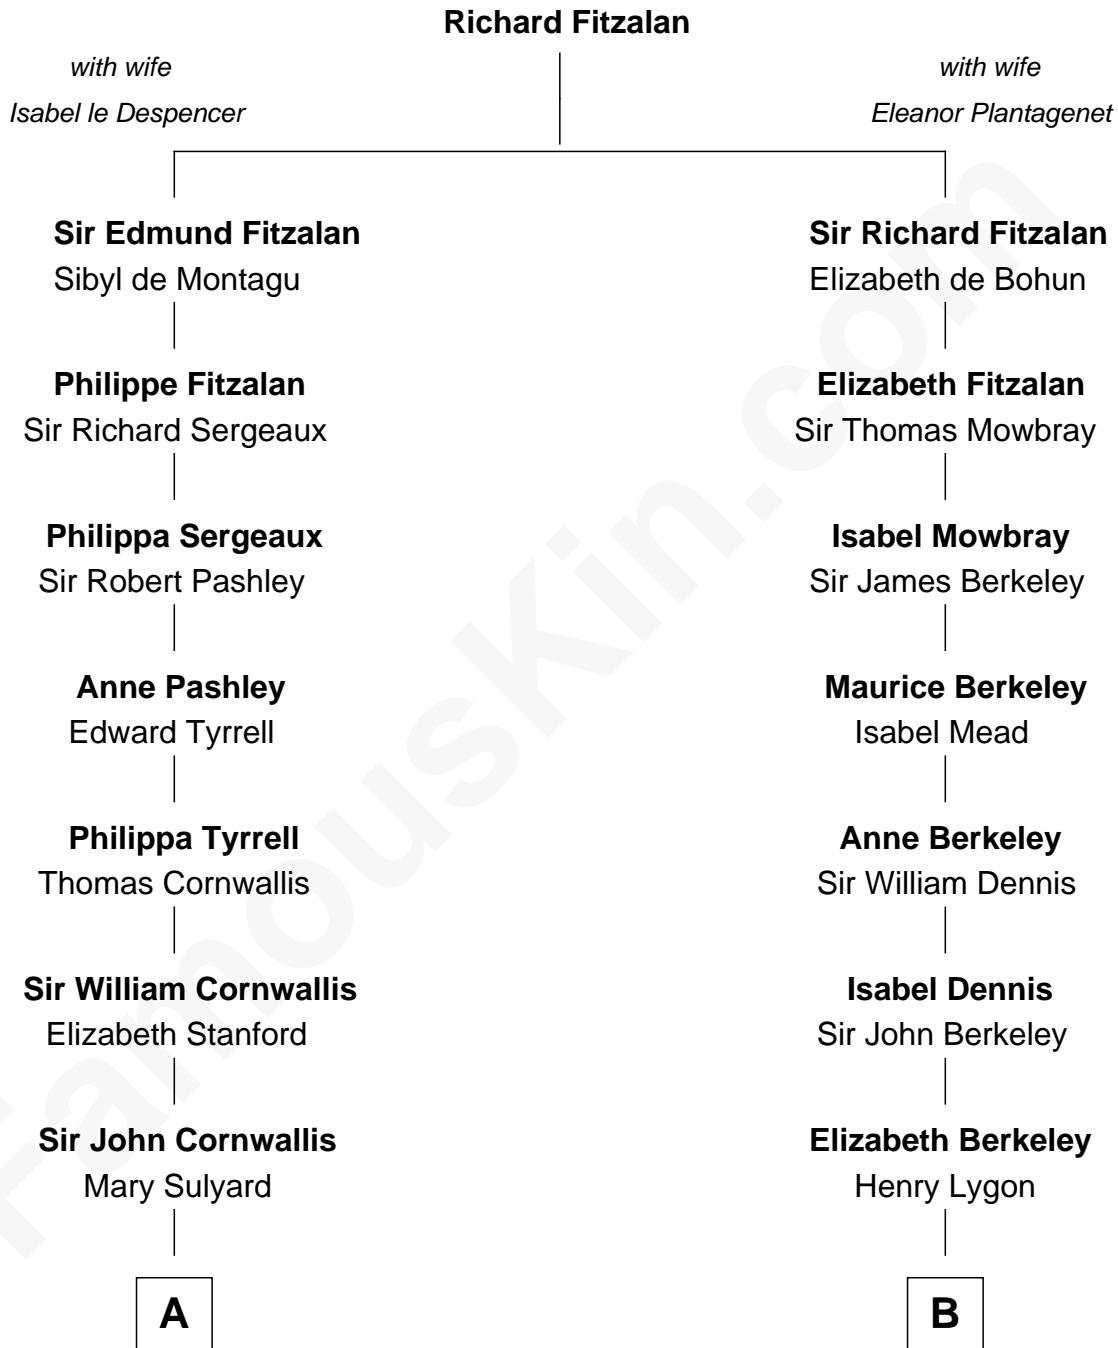 Richard Fitzalan
with wife
Isabel le Despencer
with wife
Eleanor Plantagenet
Sir Edmund Fitzalan
Sibyl de Montagu
Sir Richard Fitzalan
Elizabeth de Bohun
Philippe Fitzalan
Sir Richard Sergeaux
Elizabeth Fitzalan
Sir Thomas Mowbray
Philippa Sergeaux
Sir Robert Pashley
Isabel Mowbray
Sir James Berkeley
Anne Pashley
Edward Tyrrell
Maurice Berkeley
Isabel Mead
Philippa Tyrrell
Thomas Cornwallis
Anne Berkeley
Sir William Dennis
Sir William Cornwallis
Elizabeth Stanford
Isabel Dennis
Sir John Berkeley
Sir John Cornwallis
Mary Sulyard
Elizabeth Berkeley
Henry Lygon
A
B
FamousKin.com